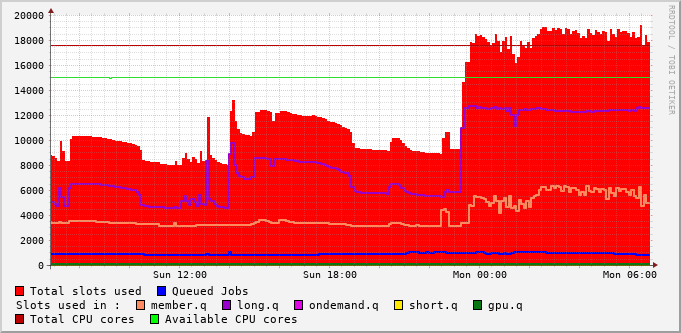 20000
18000
16000
14000
12000
10000
8000
6000
4000
2000
0
Sun 12:00 Sun 18:00 Mon 00:00 Mon 06:00
RRDTOOL / TOBI OETIKER
Total slots used Queued Jobs
Slots used in : member.q long.q ondemand.q short.q gpu.q
Total CPU cores Available CPU cores